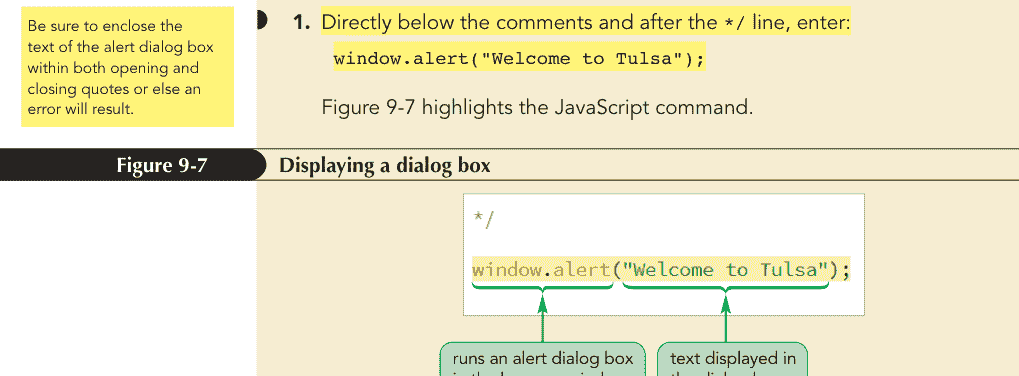 Be sure to enclose the
text of the alert dialog box
within both opening and
closing quotes or else an
error will result.
1. Directly below the comments and after the */ line, enter:
window.alert("Welcome to Tulsa");
Figure 9-7 highlights the JavaScript command.
Figure 9-7 Displaying a dialog box
*/
window.alert("Welcome to Tulsa");
runs an alert dialog box
text displayed in